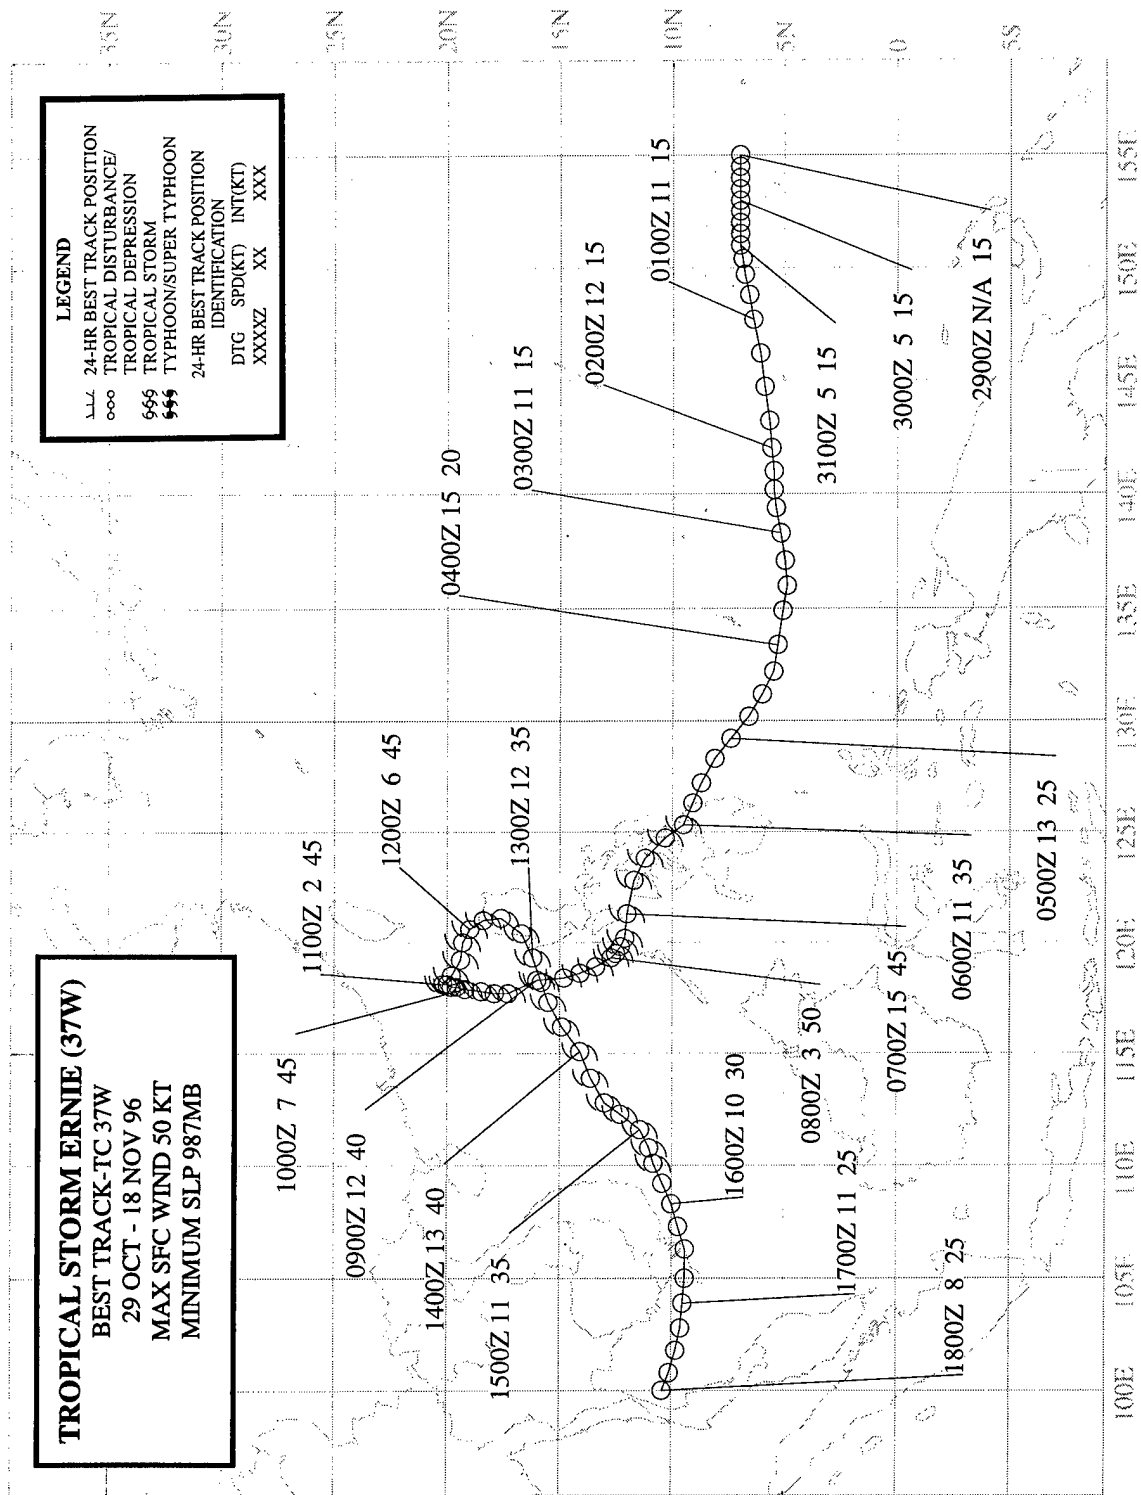 TROPICAL STORM ERNIE (37W)
BEST TRACK-TC 37W
29 OCT - 18 NOV 96
MAX SFC WIND 50 KT
MINIMUM SLP 987MB
LEGEND
24-HR BEST TRACK POSITION
TROPICAL DISTURBANCE/
TROPICAL DEPRESSION
TROPICAL STORM
TYPHOON/SUPER TYPHOON
24-HR BEST TRACK POSITION
IDENTIFICATION
DTG SPD(KT) INT(KT)
XXXXZ XX XXX
35N
30N
25N
20N
15N
10N
5N
0
5S
1100Z 2 45
1200Z 6 45
1300Z 12 35
0400Z 15 20
0300Z 11 15
0200Z 12 15
0100Z 11 15
1000Z 7 45
0900Z 12 40
1400Z 13 40
1500Z 11 35
1600Z 10 30
1700Z 11 25
1800Z 8 25
0800Z 3 50
0700Z 15 45
0600Z 11 35
0500Z 13 25
3100Z 5 15
3000Z 5 15
2900Z N/A 15
100E
105E
110E
115E
120E
125E
130E
135E
140E
145E
150E
155E